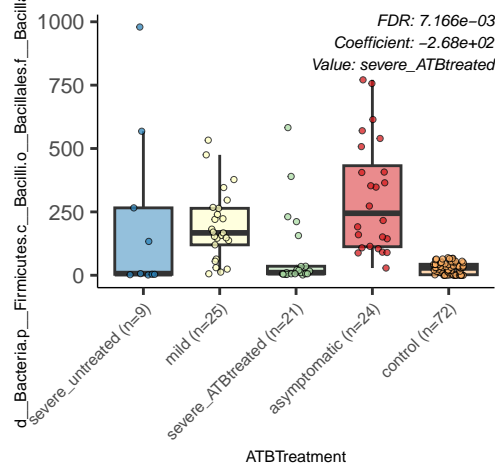 FDR: 7.166e−03
Coefficient: −2.68e+02
Value: severe_ATBtreated
d__Bacteria.p__Firmicutes.c__Bacilli.o__Bacillales.f__Bacilla
1000
750
500
250
0
severe_untreated (n=9)
mild (n=25)
severe_ATBtreated (n=21)
asymptomatic (n=24)
control (n=72)
ATBTreatment